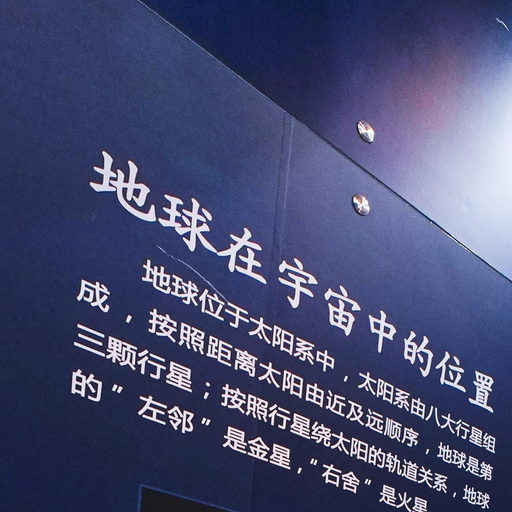 地球在宇宙中的位置
地球位于太阳系中，太阳系由八大行星组
成，按照距离太阳由近及远顺序，地球是第
三颗行星；按照行星绕太阳的轨道关系，地球
的“左邻”是金星，“右舍”是火星